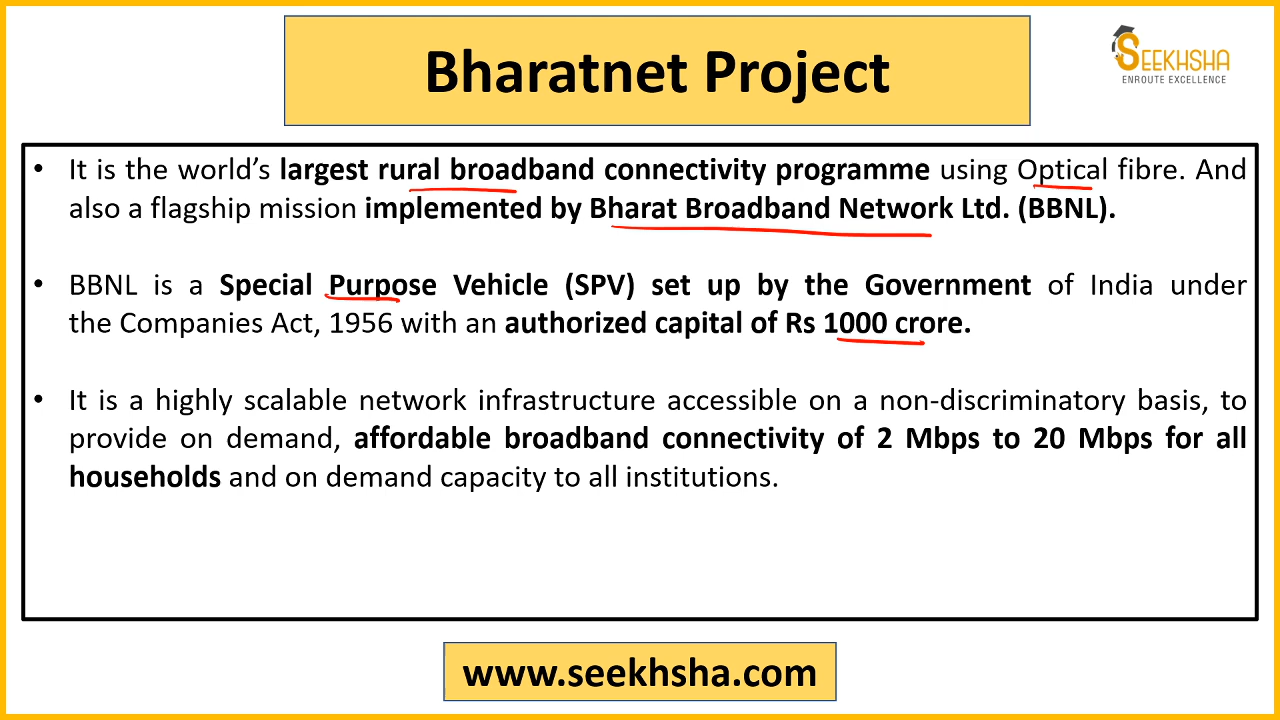 Bharatnet Project
SEEKHSHA
ENROUTE EXCELLENCE
• It is the world’s largest rural broadband connectivity programme using Optical fibre. And
also a flagship mission implemented by Bharat Broadband Network Ltd. (BBNL).
• BBNL is a Special Purpose Vehicle (SPV) set up by the Government of India under
the Companies Act, 1956 with an authorized capital of Rs 1000 crore.
• It is a highly scalable network infrastructure accessible on a non-discriminatory basis, to
provide on demand, affordable broadband connectivity of 2 Mbps to 20 Mbps for all
households and on demand capacity to all institutions.
www.seekhsha.com